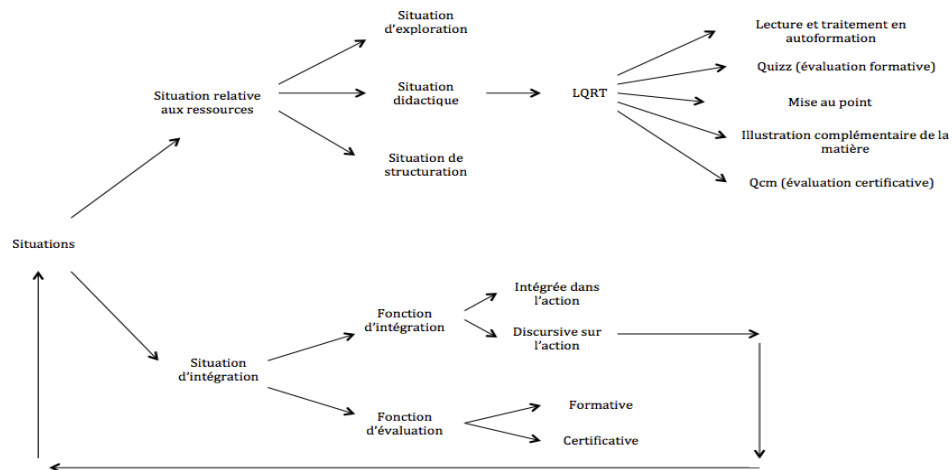 Situation
d'exploration
Lecture et traitement en
autoformation
Quizz (évaluation formative)
Situation relative
aux ressources
Situation
didactique
LQRT
Mise au point
Illustration complémentaire de la
matière
Situation de
structuration
Qcm (évaluation certificative)
Situations
Intégrée dans
l'action
Fonction
d'intégration
Discursive sur
l'action
Situation
d'intégration
Formative
Fonction
d'évaluation
Certificative